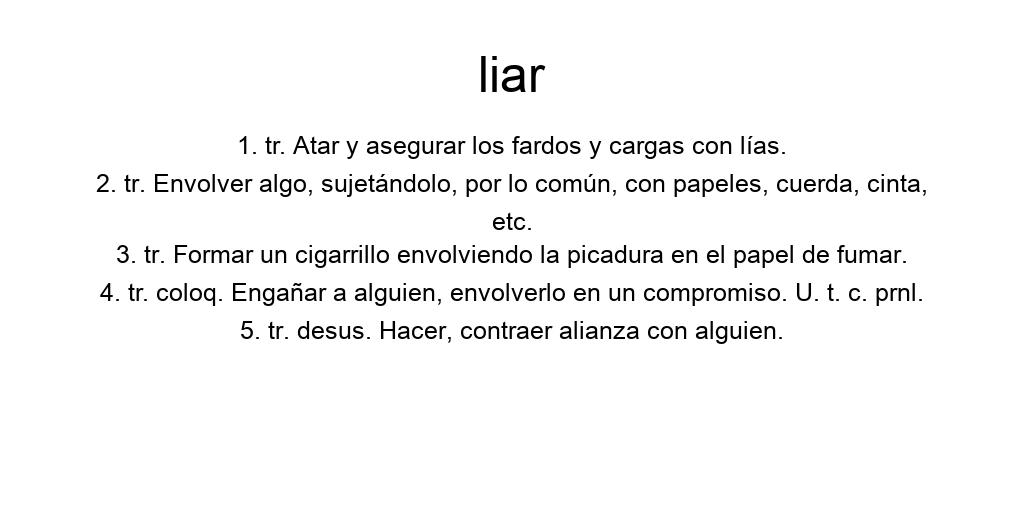 liar
1. tr. Atar y asegurar los fardos y cargas con lías.
2. tr. Envolver algo, sujetándolo, por lo común, con papeles, cuerda, cinta,
etc.
3. tr. Formar un cigarrillo envolviendo la picadura en el papel de fumar.
4. tr. coloq. Engañar a alguien, envolverlo en un compromiso. U. t. c. prnl.
5. tr. desus. Hacer, contraer alianza con alguien.